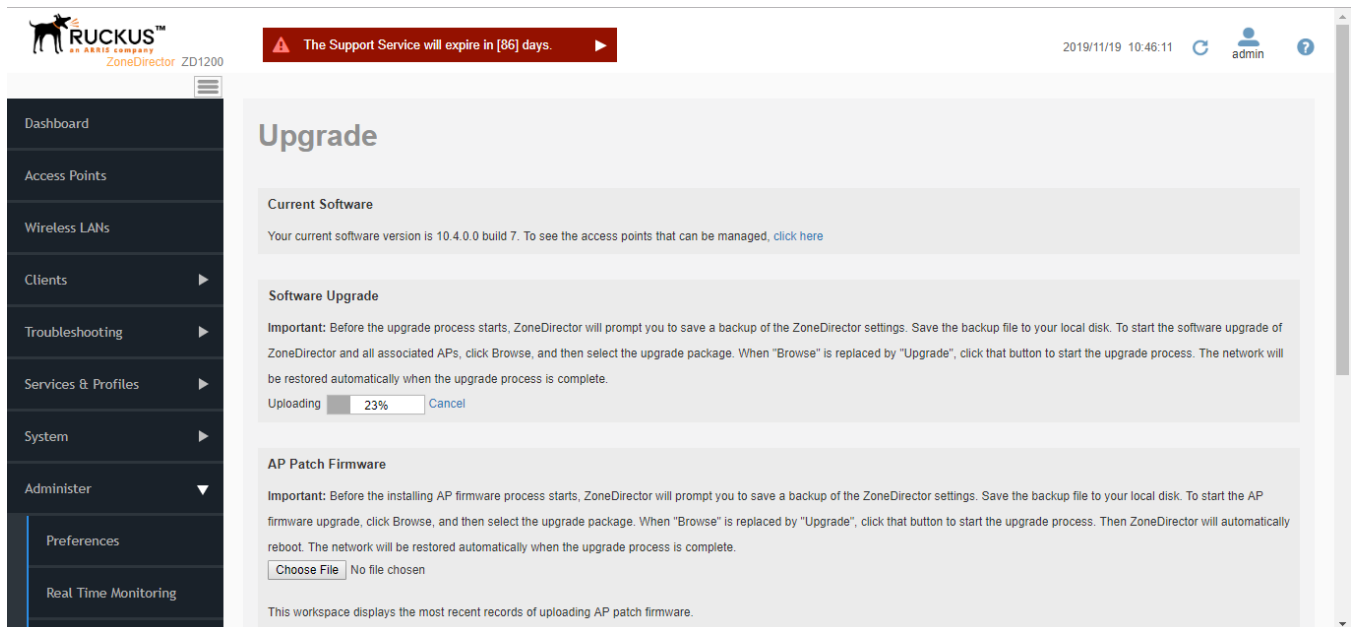 RUCKUS™
an ARRIS company
ZoneDirector ZD1200
The Support Service will expire in [86] days.
2019/11/19 10:46:11
admin
?
Dashboard
Access Points
Wireless LANs
Clients
Troubleshooting
Services & Profiles
System
Administer
Preferences
Real Time Monitoring
Upgrade
Current Software
Your current software version is 10.4.0.0 build 7. To see the access points that can be managed, click here
Software Upgrade
Important: Before the upgrade process starts, ZoneDirector will prompt you to save a backup of the ZoneDirector settings. Save the backup file to your local disk. To start the software upgrade of
ZoneDirector and all associated APs, click Browse, and then select the upgrade package. When "Browse" is replaced by "Upgrade", click that button to start the upgrade process. The network will
be restored automatically when the upgrade process is complete.
Uploading 23% Cancel
AP Patch Firmware
Important: Before the installing AP firmware process starts, ZoneDirector will prompt you to save a backup of the ZoneDirector settings. Save the backup file to your local disk. To start the AP
firmware upgrade, click Browse, and then select the upgrade package. When "Browse" is replaced by "Upgrade", click that button to start the upgrade process. Then ZoneDirector will automatically
reboot. The network will be restored automatically when the upgrade process is complete.
Choose File No file chosen
This workspace displays the most recent records of uploading AP patch firmware.